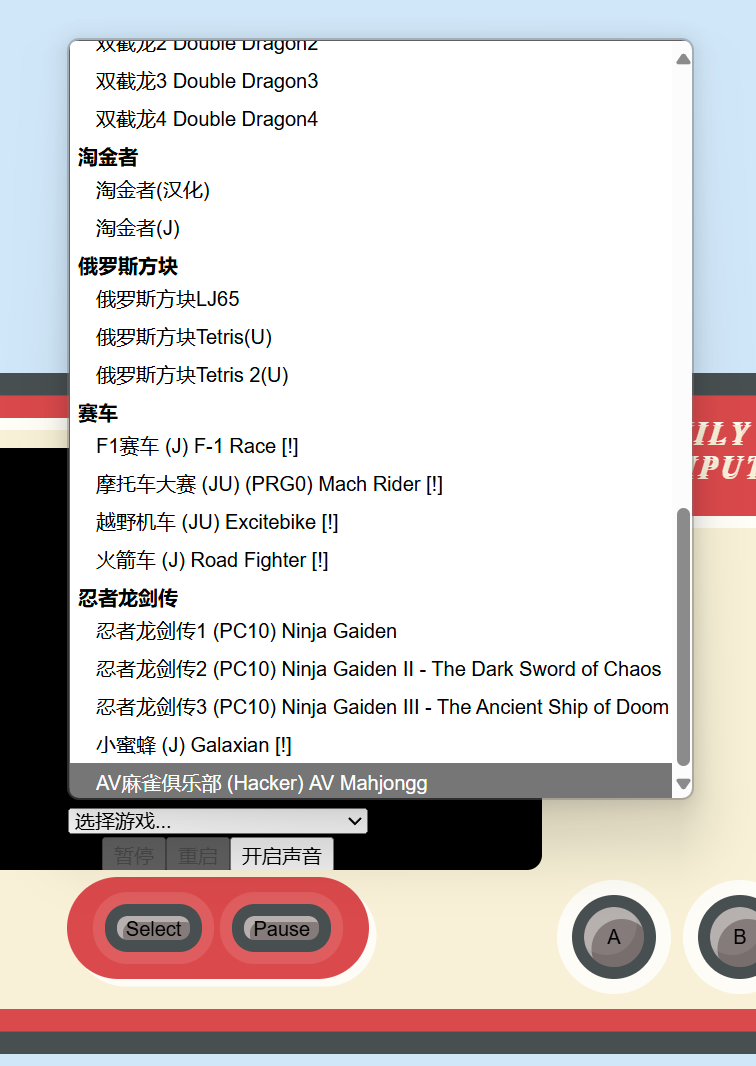 双截龙2 Double Dragon2
双截龙3 Double Dragon3
双截龙4 Double Dragon4
淘金者
淘金者(汉化)
淘金者(J)
俄罗斯方块
俄罗斯方块LJ65
俄罗斯方块Tetris(U)
俄罗斯方块Tetris 2(U)
赛车
F1赛车 (J) F-1 Race [!]
摩托车大赛 (JU) (PRG0) Mach Rider [!]
越野机车 (JU) Excitebike [!]
火箭车 (J) Road Fighter [!]
忍者龙剑传
忍者龙剑传1 (PC10) Ninja Gaiden
忍者龙剑传2 (PC10) Ninja Gaiden II - The Dark Sword of Chaos
忍者龙剑传3 (PC10) Ninja Gaiden III - The Ancient Ship of Doom
小蜜蜂 (J) Galaxian [!]
AV麻雀俱乐部 (Hacker) AV Mahjongg
ILY
IPUT
选择游戏...
暂停 重启 开启声音
Select Pause A B